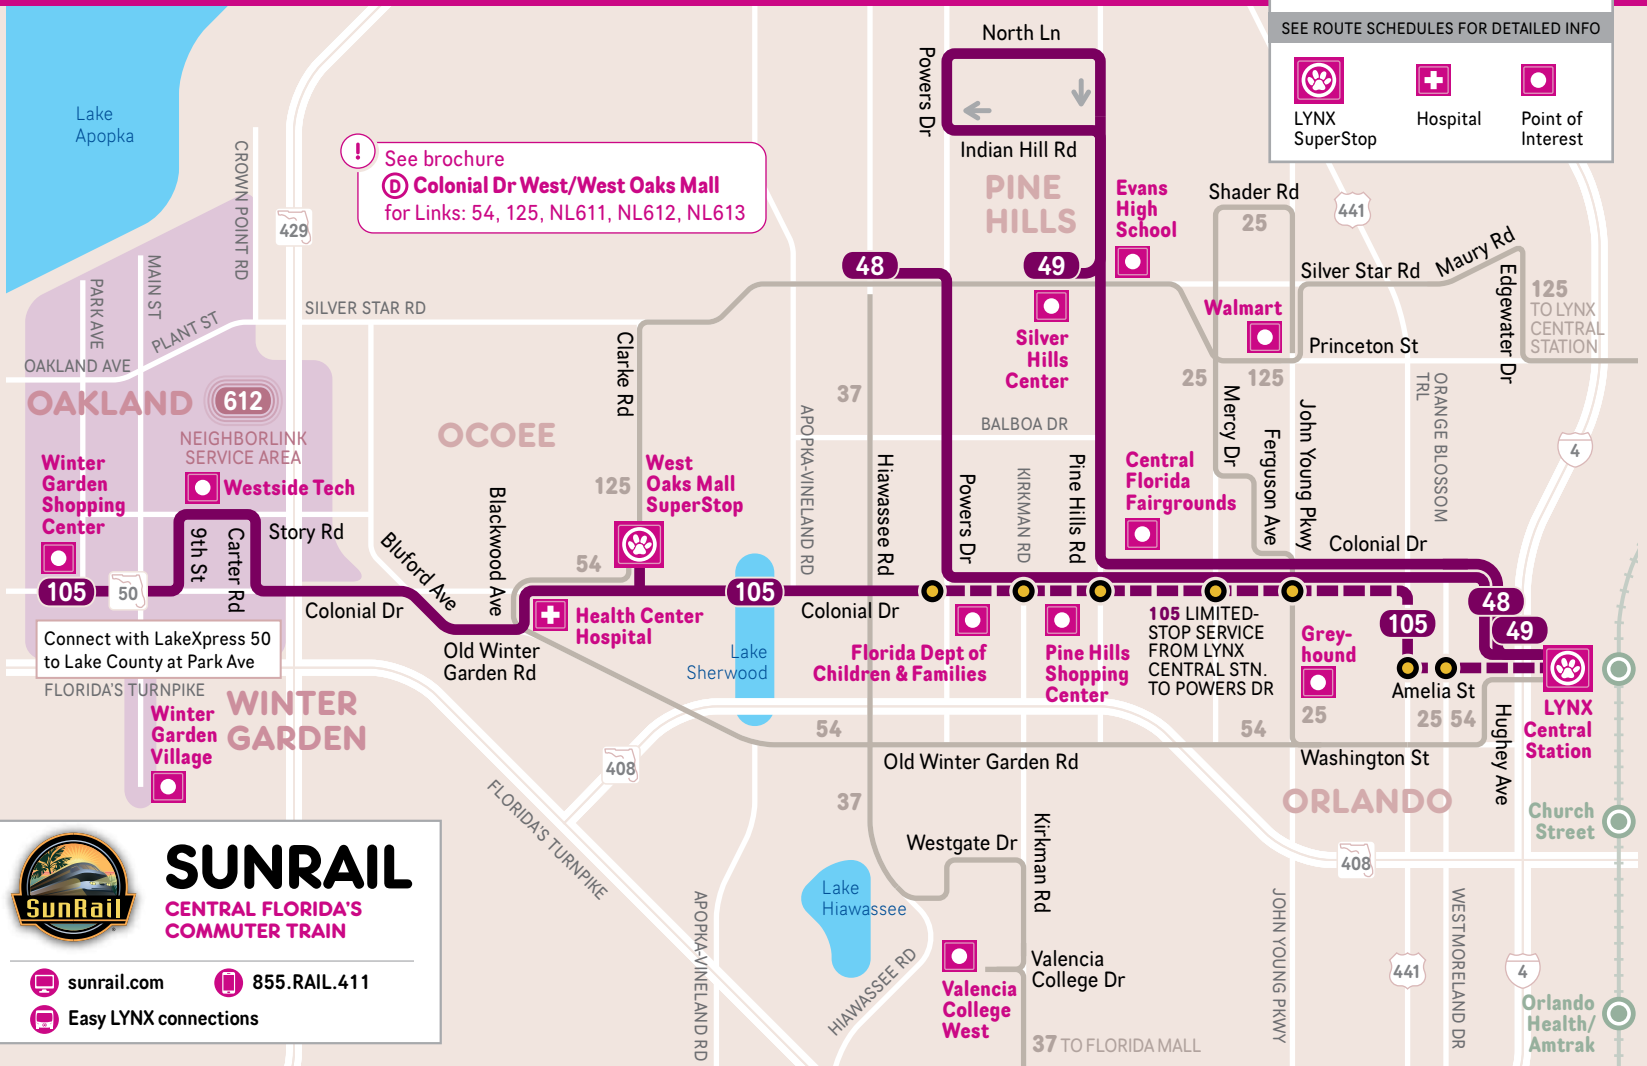 SEE ROUTE SCHEDULES FOR DETAILED INFO
LYNX
SuperStop
Hospital
Point of
Interest
North Ln
Powers Dr
Indian Hill Rd
PINE
HILLS
Lake
Apopka
!
See brochure
D Colonial Dr West/West Oaks Mall
for Links: 54, 125, NL611, NL612, NL613
CROWN POINT RD
429
Evans
High
School
Shader Rd
25
441
48
49
Silver Star Rd
Maury Rd
Edgewater Dr
125
TO LYNX
CENTRAL
STATION
PARK AVE
MAIN ST
PLANT ST
SILVER STAR RD
Walmart
Silver
Hills
Center
Princeton St
OAKLAND AVE
Clarke Rd
37
25
125
OAKLAND
612
NEIGHBORLINK
SERVICE AREA
OCOEE
APOPKA-VINELAND RD
BALBOA DR
Mercy Dr
Ferguson Ave
John Young Pkwy
ORANGE BLOSSOM
TRL
4
Winter
Garden
Shopping
Center
Westside Tech
West
Oaks Mall
SuperStop
125
Blackwood Ave
Hiawassee Rd
Powers Dr
KIRKMAN RD
Pine Hills Rd
Central
Florida
Fairgrounds
9th St
Carter Rd
Story Rd
Bluford Ave
54
Colonial Dr
105
50
Colonial Dr
105
Colonial Dr
48
49
105
Health Center
Hospital
105 LIMITED-
STOP SERVICE
FROM LYNX
CENTRAL STN.
TO POWERS DR
Grey-
hound
Connect with LakeXpress 50
to Lake County at Park Ave
Old Winter
Garden Rd
Lake
Sherwood
Florida Dept of
Children & Families
Pine Hills
Shopping
Center
FLORIDA'S TURNPIKE
Amelia St
LYNX
Central
Station
WINTER
GARDEN
Winter
Garden
Village
54
54
25
25 54
Hughey Ave
408
Old Winter Garden Rd
Washington St
FLORIDA'S TURNPIKE
37
ORLANDO
Church
Street
Westgate Dr
Kirkman Rd
408
SunRail
SUNRAIL
CENTRAL FLORIDA'S
COMMUTER TRAIN
sunrail.com
855.RAIL.411
Easy LYNX connections
Lake
Hiawassee
APOPKA-VINELAND RD
HIAWASSEE RD
Valencia
College
West
Valencia
College Dr
JOHN YOUNG PKWY
441
WESTMORELAND DR
4
Orlando
Health/
Amtrak
37 TO FLORIDA MALL